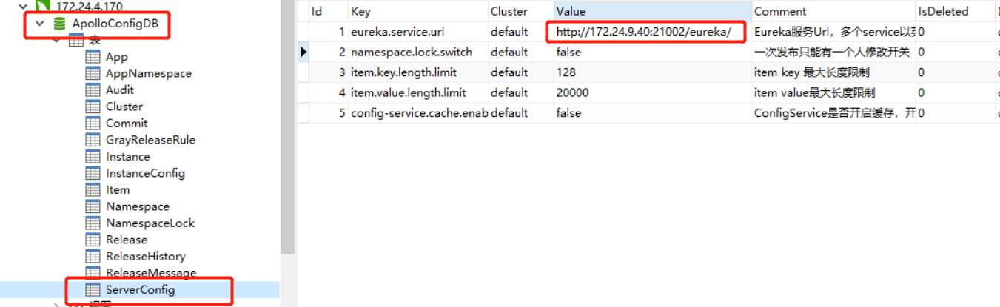 172.24.4.170
ApolloConfigDB
表
App
AppNamespace
Audit
Cluster
Commit
GrayReleaseRule
Instance
InstanceConfig
Item
Namespace
NamespaceLock
Release
ReleaseHistory
ReleaseMessage
ServerConfig
视图
Id Key Cluster Value Comment IsDeleted
1 eureka.service.url default http://172.24.9.40:21002/eureka/ Eureka服务Url，多个service以 0
2 namespace.lock.switch default false 一次发布只能有一个人修改开关 0
3 item.key.length.limit default 128 item key 最大长度限制 0
4 item.value.length.limit default 20000 item value最大长度限制 0
5 config-service.cache.enab default false ConfigService是否开启缓存，开 0